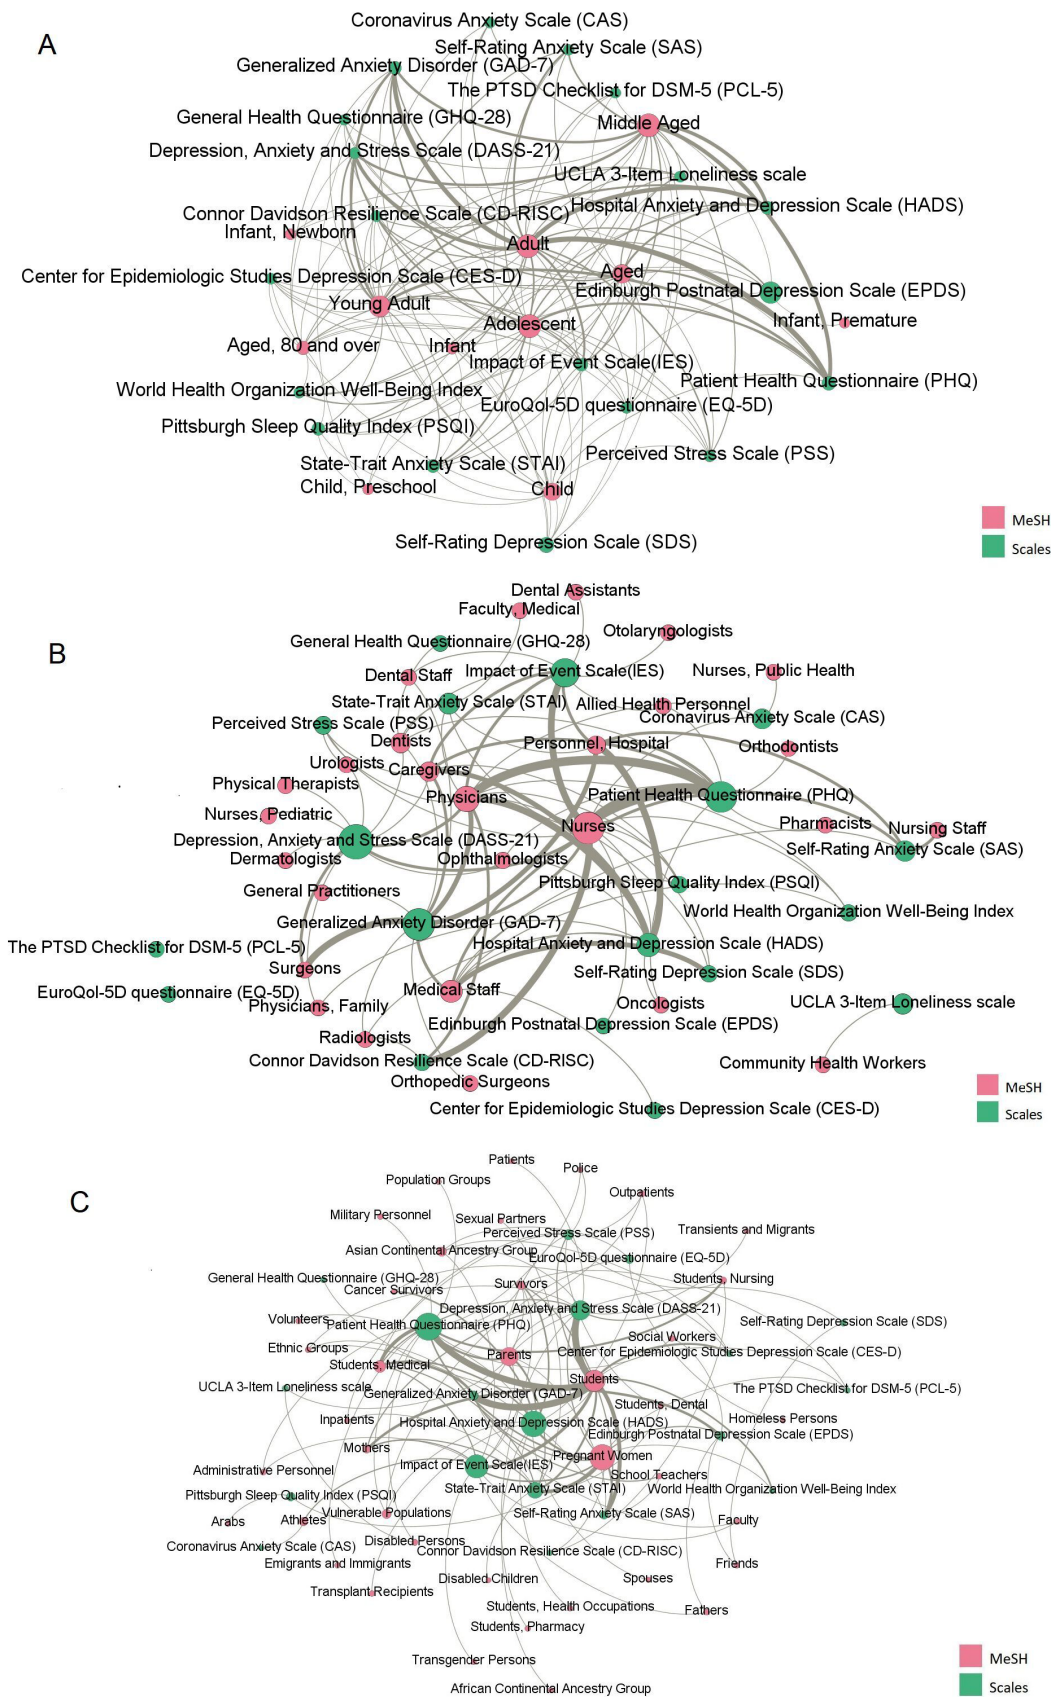 A
Coronavirus Anxiety Scale (CAS)
Self-Rating Anxiety Scale (SAS)
Generalized Anxiety Disorder (GAD-7)
The PTSD Checklist for DSM-5 (PCL-5)
General Health Questionnaire (GHQ-28)
Middle Aged
Depression, Anxiety and Stress Scale (DASS-21)
UCLA 3-Item Loneliness scale
Hospital Anxiety and Depression Scale (HADS)
Connor Davidson Resilience Scale (CD-RISC)
Infant, Newborn
Adult
Aged
Center for Epidemiologic Studies Depression Scale (CES-D)
Edinburgh Postnatal Depression Scale (EPDS)
Young Adult
Infant, Premature
Adolescent
Aged, 80 and over
Infant
Impact of Event Scale(IES)
Patient Health Questionnaire (PHQ)
World Health Organization Well-Being Index
EuroQol-5D questionnaire (EQ-5D)
Pittsburgh Sleep Quality Index (PSQI)
Perceived Stress Scale (PSS)
State-Trait Anxiety Scale (STAI)
Child, Preschool
Child
Self-Rating Depression Scale (SDS)
MeSH
Scales
B
Dental Assistants
Faculty, Medical
Otolaryngologists
General Health Questionnaire (GHQ-28)
Impact of Event Scale(IES)
Nurses, Public Health
Dental Staff
State-Trait Anxiety Scale (STAI)
Allied Health Personnel
Coronavirus Anxiety Scale (CAS)
Perceived Stress Scale (PSS)
Dentists
Personnel, Hospital
Orthodontists
Urologists
Caregivers
Physical Therapists
Physicians
Patient Health Questionnaire (PHQ)
Nurses, Pediatric
Nurses
Pharmacists
Nursing Staff
Depression, Anxiety and Stress Scale (DASS-21)
Self-Rating Anxiety Scale (SAS)
Dermatologists
Ophthalmologists
Pittsburgh Sleep Quality Index (PSQI)
General Practitioners
World Health Organization Well-Being Index
Generalized Anxiety Disorder (GAD-7)
The PTSD Checklist for DSM-5 (PCL-5)
Hospital Anxiety and Depression Scale (HADS)
Surgeons
Self-Rating Depression Scale (SDS)
EuroQol-5D questionnaire (EQ-5D)
Medical Staff
Physicians, Family
Oncologists
UCLA 3-Item Loneliness scale
Edinburgh Postnatal Depression Scale (EPDS)
Radiologists
Connor Davidson Resilience Scale (CD-RISC)
Community Health Workers
Orthopedic Surgeons
Center for Epidemiologic Studies Depression Scale (CES-D)
MeSH
Scales
C
Patients
Police
Population Groups
Outpatients
Military Personnel
Sexual Partners
Perceived Stress Scale (PSS)
Transients and Migrants
Asian Continental Ancestry Group
EuroQol-5D questionnaire (EQ-5D)
General Health Questionnaire (GHQ-28)
Cancer Survivors
Survivors
Students, Nursing
Depression, Anxiety and Stress Scale (DASS-21)
Volunteers
Patient Health Questionnaire (PHQ)
Self-Rating Depression Scale (SDS)
Social Workers
Ethnic Groups
Parents
Center for Epidemiologic Studies Depression Scale (CES-D)
Students, Medical
Students
UCLA 3-Item Loneliness scale
Generalized Anxiety Disorder (GAD-7)
The PTSD Checklist for DSM-5 (PCL-5)
Students, Dental
Inpatients
Hospital Anxiety and Depression Scale (HADS)
Homeless Persons
Edinburgh Postnatal Depression Scale (EPDS)
Mothers
Pregnant Women
Impact of Event Scale(IES)
Administrative Personnel
School Teachers
State-Trait Anxiety Scale (STAI)
World Health Organization Well-Being Index
Pittsburgh Sleep Quality Index (PSQI)
Vulnerable Populations
Self-Rating Anxiety Scale (SAS)
Arabs
Athletes
Faculty
Disabled Persons
Coronavirus Anxiety Scale (CAS)
Connor Davidson Resilience Scale (CD-RISC)
Emigrants and Immigrants
Friends
Disabled Children
Spouses
Transplant Recipients
Students, Health Occupations
Fathers
Students, Pharmacy
Transgender Persons
African Continental Ancestry Group
MeSH
Scales